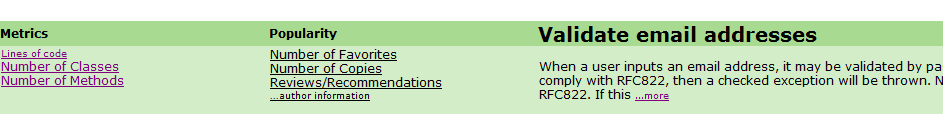 Metrics
Popularity
Validate email addresses
Lines of code
Number of Classes
Number of Methods
Number of Favorites
Number of Copies
Reviews/Recommendations
...author information
When a user inputs an email address, it may be validated by pa
comply with RFC822, then a checked exception will be thrown. N
RFC822. If this ...more